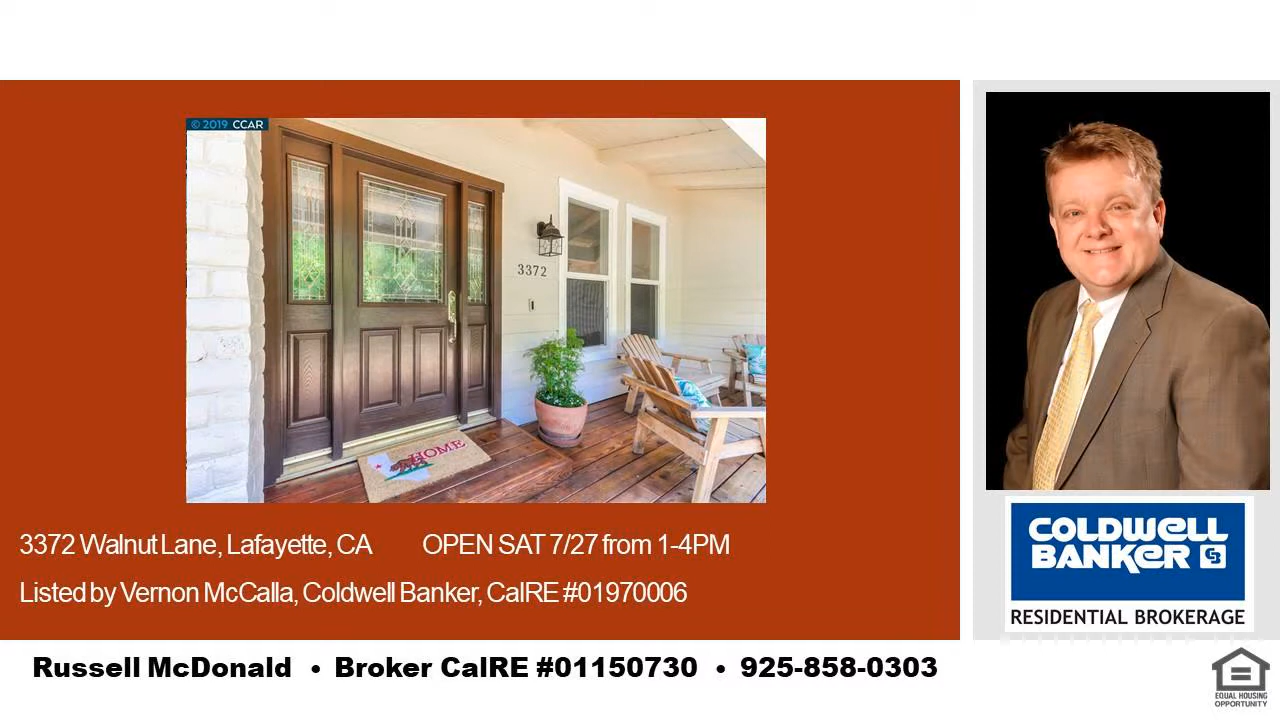 © 2019 CCAR
3372
HOME
3372 Walnut Lane, Lafayette, CA OPEN SAT 7/27 from 1-4PM
Listed by Vernon McCalla, Coldwell Banker, CalRE #01970006
COLDWELL
BANKER CB
RESIDENTIAL BROKERAGE
Russell McDonald • Broker CalRE #01150730 • 925-858-0303
EQUAL HOUSING
OPPORTUNITY